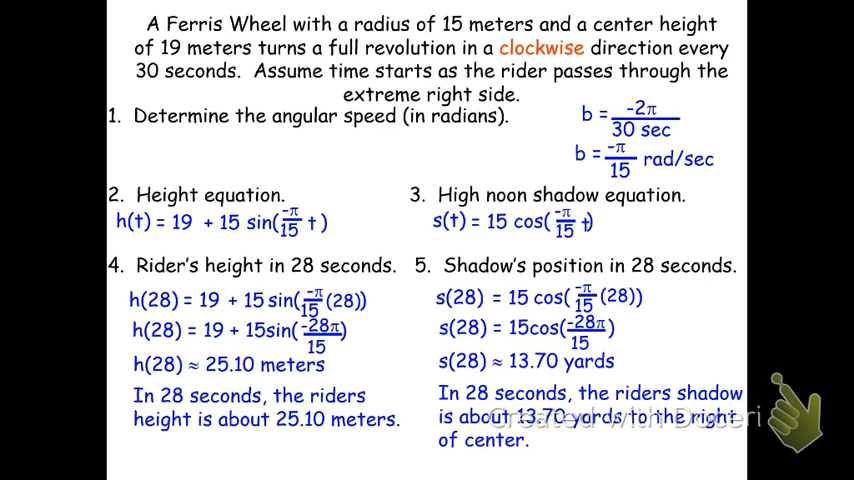 A Ferris Wheel with a radius of 15 meters and a center height
of 19 meters turns a full revolution in a clockwise direction every
30 seconds. Assume time starts as the rider passes through the
extreme right side.
1. Determine the angular speed (in radians).
b = -2π / 30 sec
b = -π / 15 rad/sec
2. Height equation.
h(t) = 19 + 15 sin(-π/15 t)
3. High noon shadow equation.
s(t) = 15 cos(-π/15 t)
4. Rider's height in 28 seconds.
h(28) = 19 + 15 sin(-π/15 (28))
h(28) = 19 + 15sin(-28π/15)
h(28) ≈ 25.10 meters
In 28 seconds, the riders
height is about 25.10 meters.
5. Shadow's position in 28 seconds.
s(28) = 15 cos(-π/15 (28))
s(28) = 15cos(-28π/15)
s(28) ≈ 13.70 yards
In 28 seconds, the riders shadow
is about 13.70 yards to the right
of center.
Created with Doceri